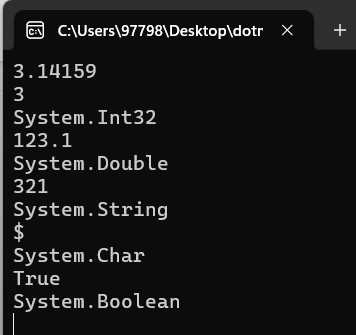 C:\Users\97798\Desktop\dotr
3.14159
3
System.Int32
123.1
System.Double
321
System.String
$
System.Char
True
System.Boolean